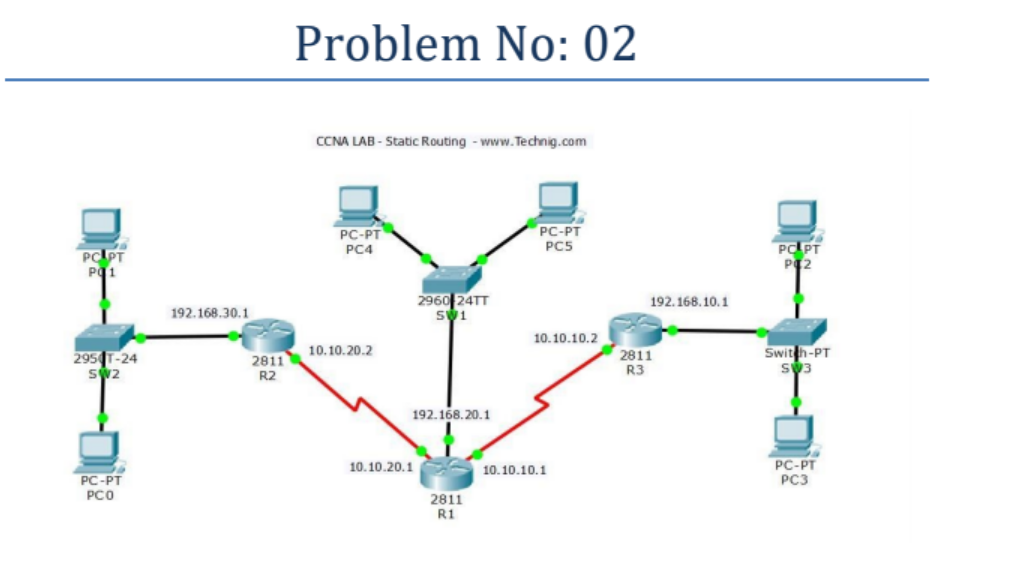 Problem No: 02
CCNA LAB - Static Routing - www.Technig.com
PC-PT
PC4
PC-PT
PC5
PC-PT
PC1
PC-PT
PC2
2960-24TT
SW1
192.168.30.1
192.168.10.1
2950T-24
SW2
2811
R2
10.10.20.2
10.10.10.2
2811
R3
Switch-PT
SW3
192.168.20.1
10.10.20.1
10.10.10.1
PC-PT
PC0
2811
R1
PC-PT
PC3